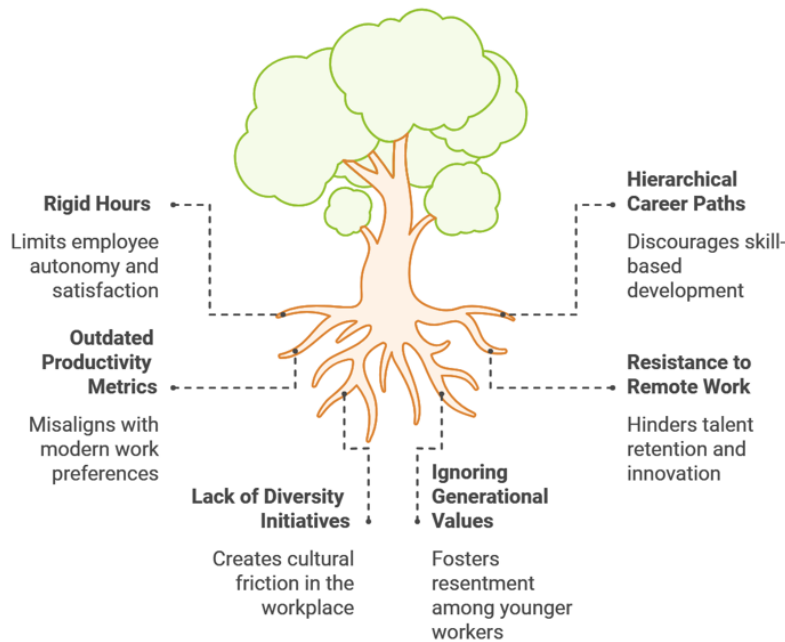 Rigid Hours
Limits employee
autonomy and
satisfaction
Outdated
Productivity
Metrics
Misaligns with
modern work
preferences
Lack of Diversity
Initiatives
Creates cultural
friction in the
workplace
Ignoring
Generational
Values
Fosters
resentment
among younger
workers
Hierarchical
Career Paths
Discourages skill-
based
development
Resistance to
Remote Work
Hinders talent
retention and
innovation